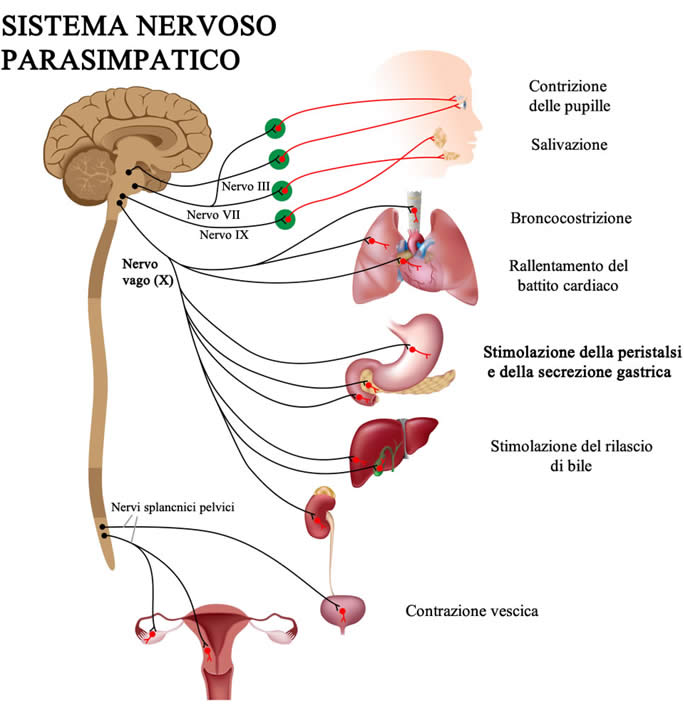 SISTEMA NERVOSO
PARASIMPATICO
Contrizione
delle pupille
Salivazione
Nervo III
Nervo VII
Nervo IX
Broncocostrizione
Nervo
vago (X)
Rallentamento del
battito cardiaco
Stimolazione della peristalsi
e della secrezione gastrica
Stimolazione del rilascio
di bile
Nervi splancnici pelvici
Contrazione vescica